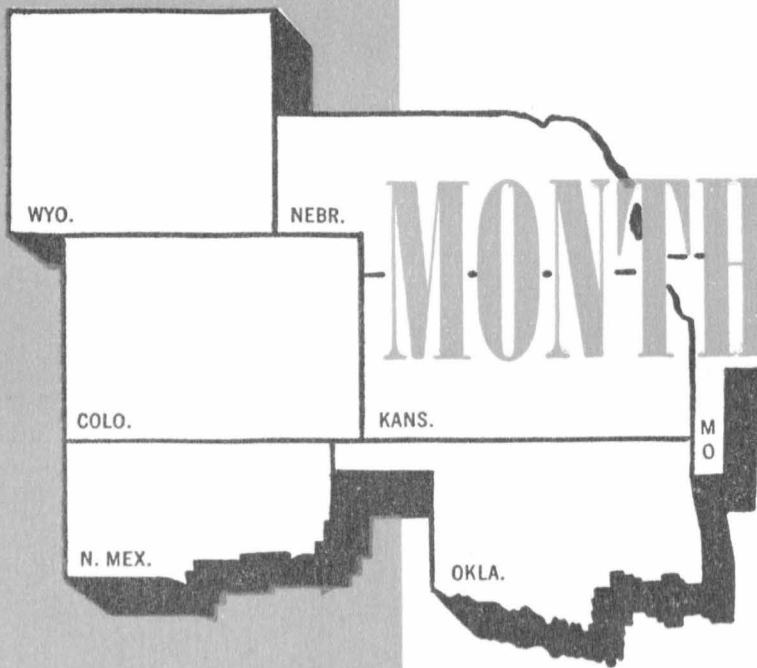 WYO.
NEBR.
MONTH
COLO.
KANS.
M
O
N. MEX.
OKLA.